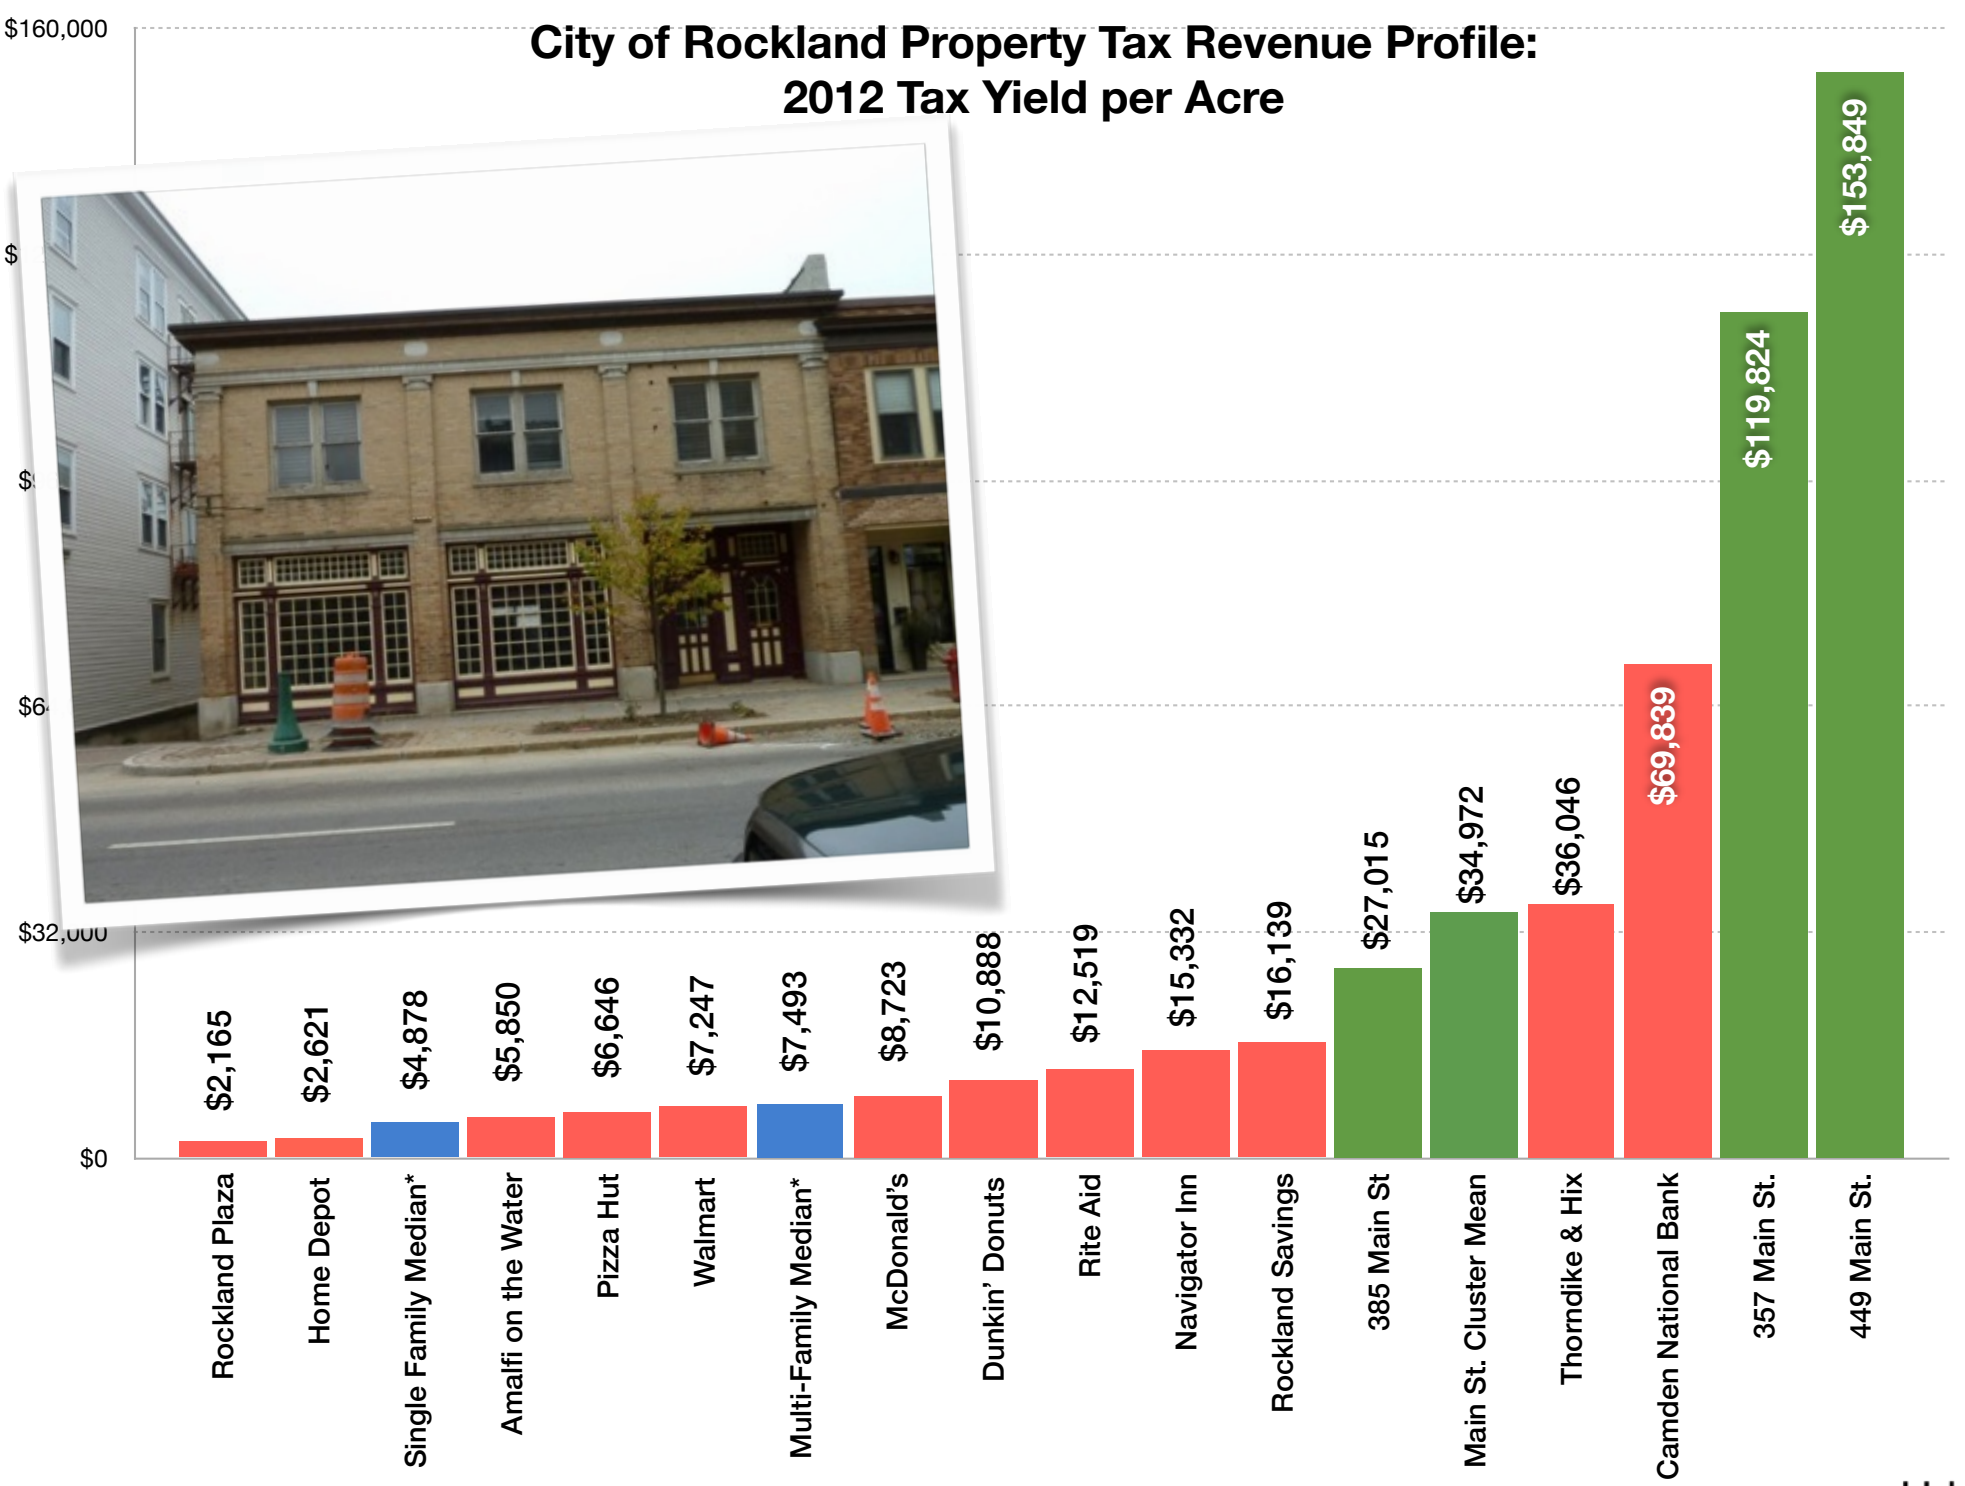 City of Rockland Property Tax Revenue Profile:
2012 Tax Yield per Acre
$160,000
$32,000
$0
$2,165
$2,621
$4,878
$5,850
$6,646
$7,247
$7,493
$8,723
$10,888
$12,519
$15,332
$16,139
$27,015
$34,972
$36,046
$69,839
$119,824
$153,849
Rockland Plaza
Home Depot
Single Family Median*
Amalfi on the Water
Pizza Hut
Walmart
Multi-Family Median*
McDonald’s
Dunkin’ Donuts
Rite Aid
Navigator Inn
Rockland Savings
385 Main St
Main St. Cluster Mean
Thorndike & Hix
Camden National Bank
357 Main St.
449 Main St.